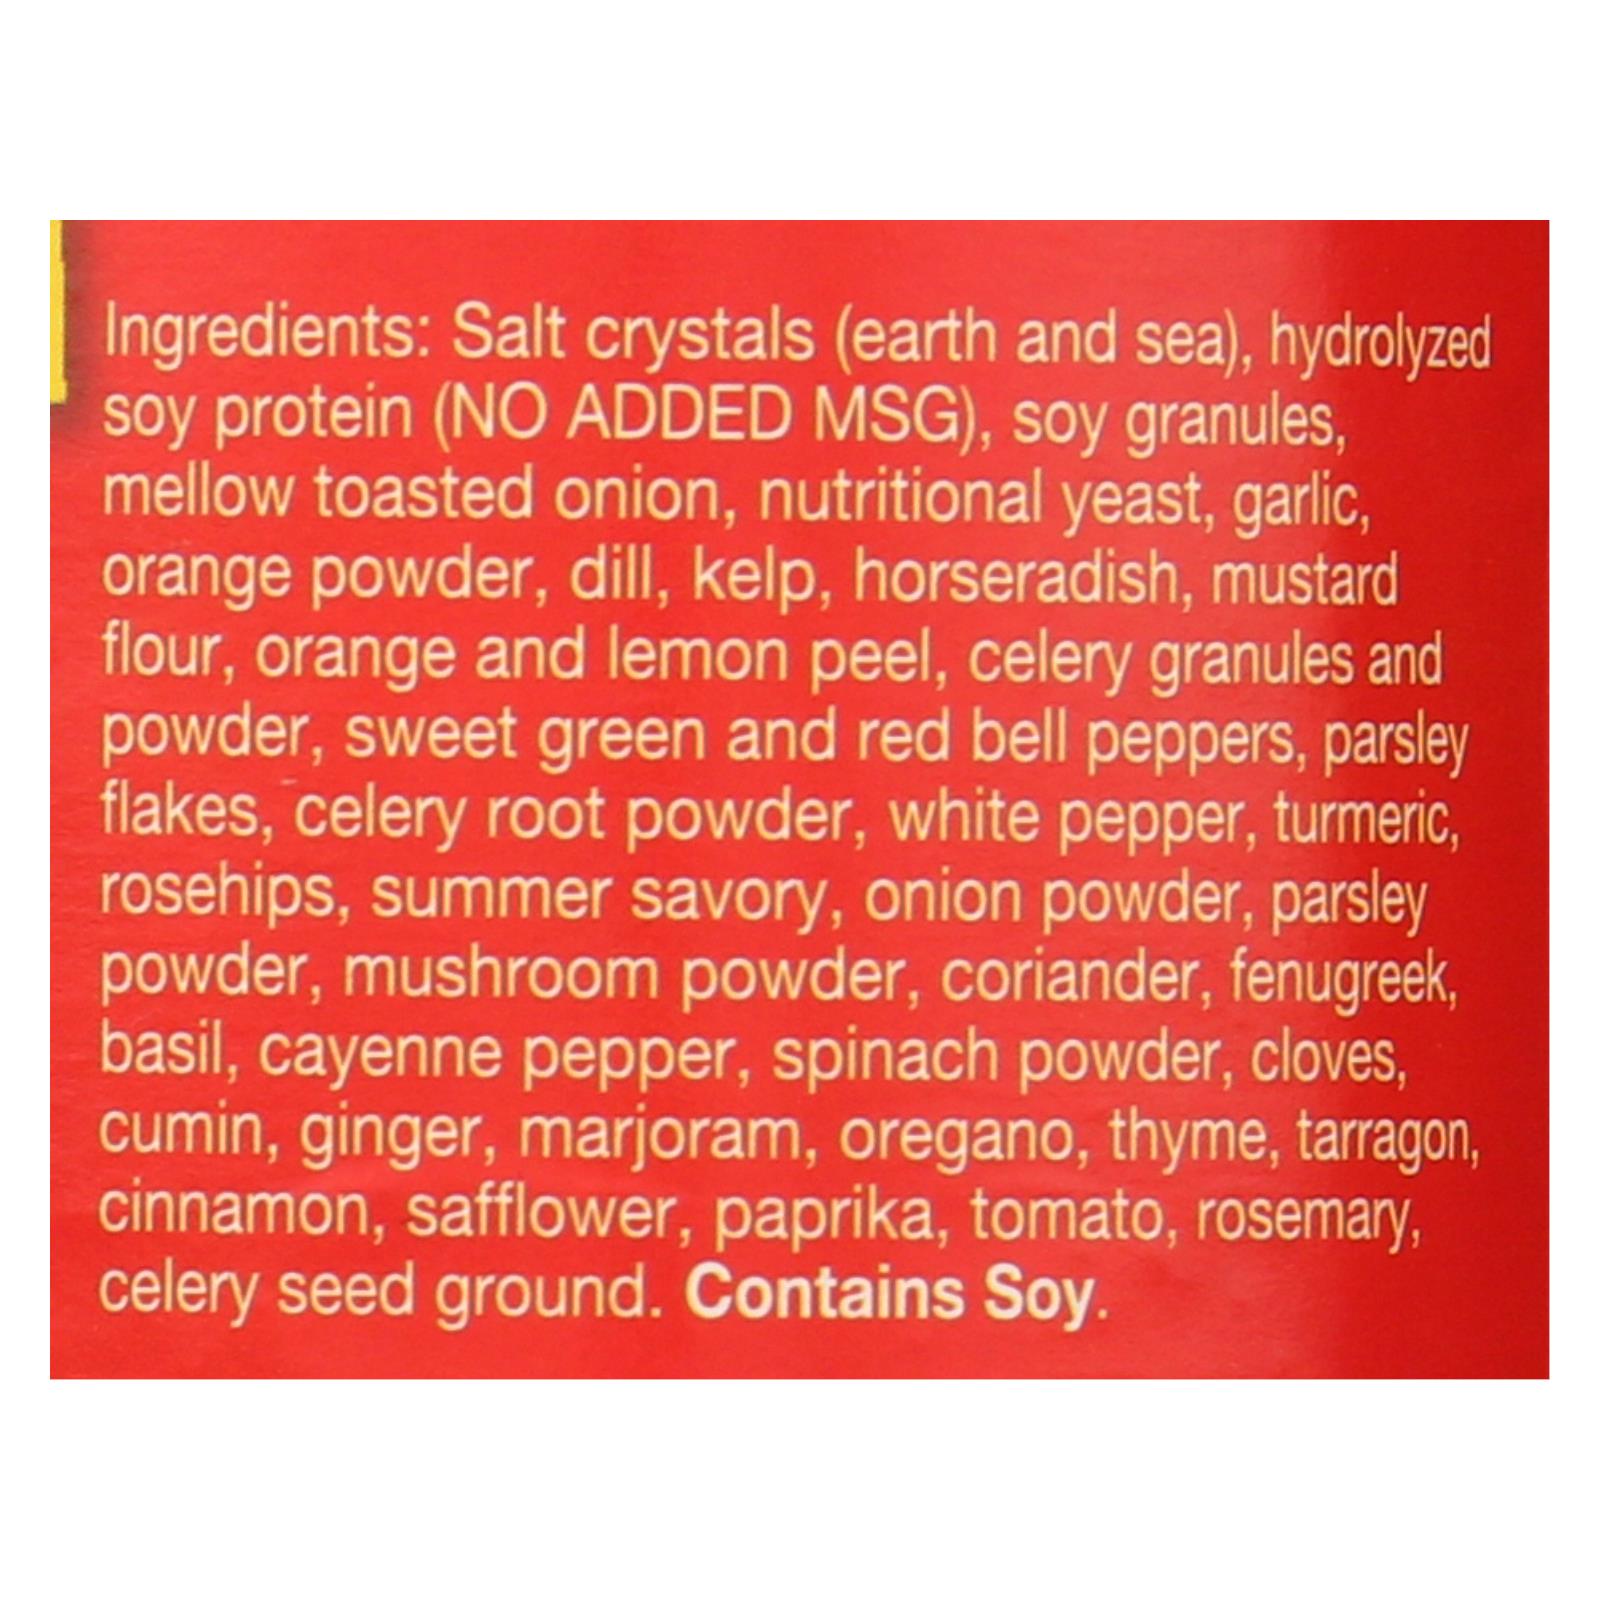 Ingredients: Salt crystals (earth and sea), hydrolyzed
soy protein (NO ADDED MSG), soy granules,
mellow toasted onion, nutritional yeast, garlic,
orange powder, dill, kelp, horseradish, mustard
flour, orange and lemon peel, celery granules and
powder, sweet green and red bell peppers, parsley
flakes, celery root powder, white pepper, turmeric,
rosehips, summer savory, onion powder, parsley
powder, mushroom powder, coriander, fenugreek,
basil, cayenne pepper, spinach powder, cloves,
cumin, ginger, marjoram, oregano, thyme, tarragon,
cinnamon, safflower, paprika, tomato, rosemary,
celery seed ground. Contains Soy.